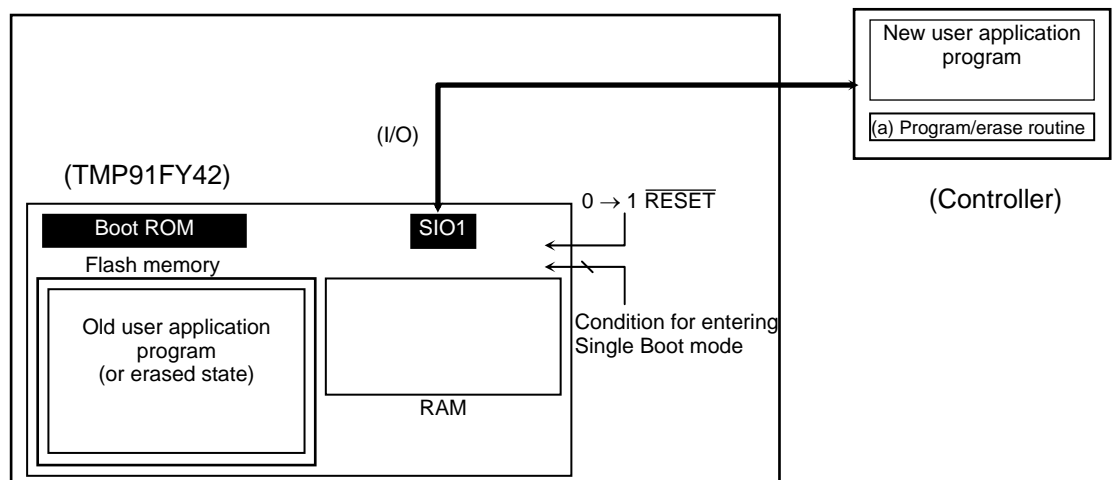 New user application
program
(a) Program/erase routine
(I/O)
(TMP91FY42)
(Controller)
0 → 1 RESET
Boot ROM
SIO1
Flash memory
Old user application
program
(or erased state)
Condition for entering
Single Boot mode
RAM